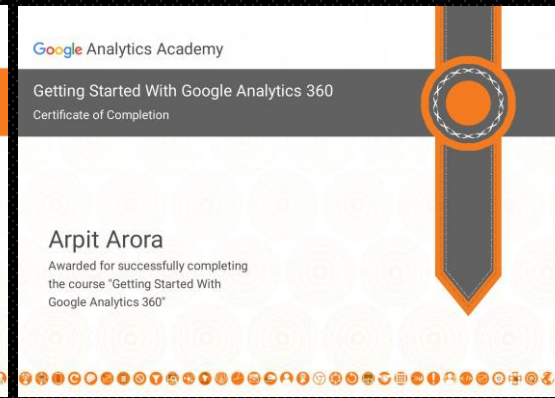 Google Analytics Academy
Getting Started With Google Analytics 360
Certificate of Completion
Arpit Arora
Awarded for successfully completing
the course "Getting Started With
Google Analytics 360"